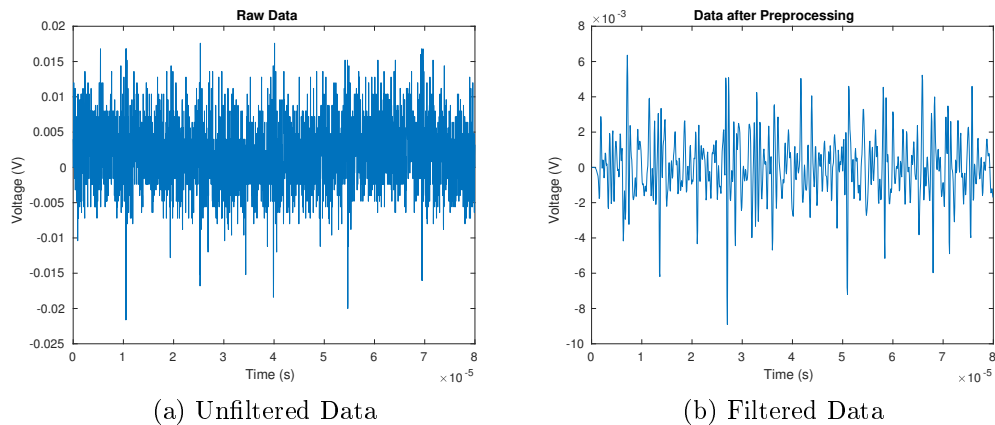 Raw Data
0.02
0.015
0.01
0.005
0
-0.005
-0.01
-0.015
-0.02
-0.025
Voltage (V)
0 1 2 3 4 5 6 7 8
Time (s)
×10⁻⁵
(a) Unfiltered Data
Data after Preprocessing
×10⁻³
8
6
4
2
0
-2
-4
-6
-8
-10
Voltage (V)
0 1 2 3 4 5 6 7 8
Time (s)
×10⁻⁵
(b) Filtered Data